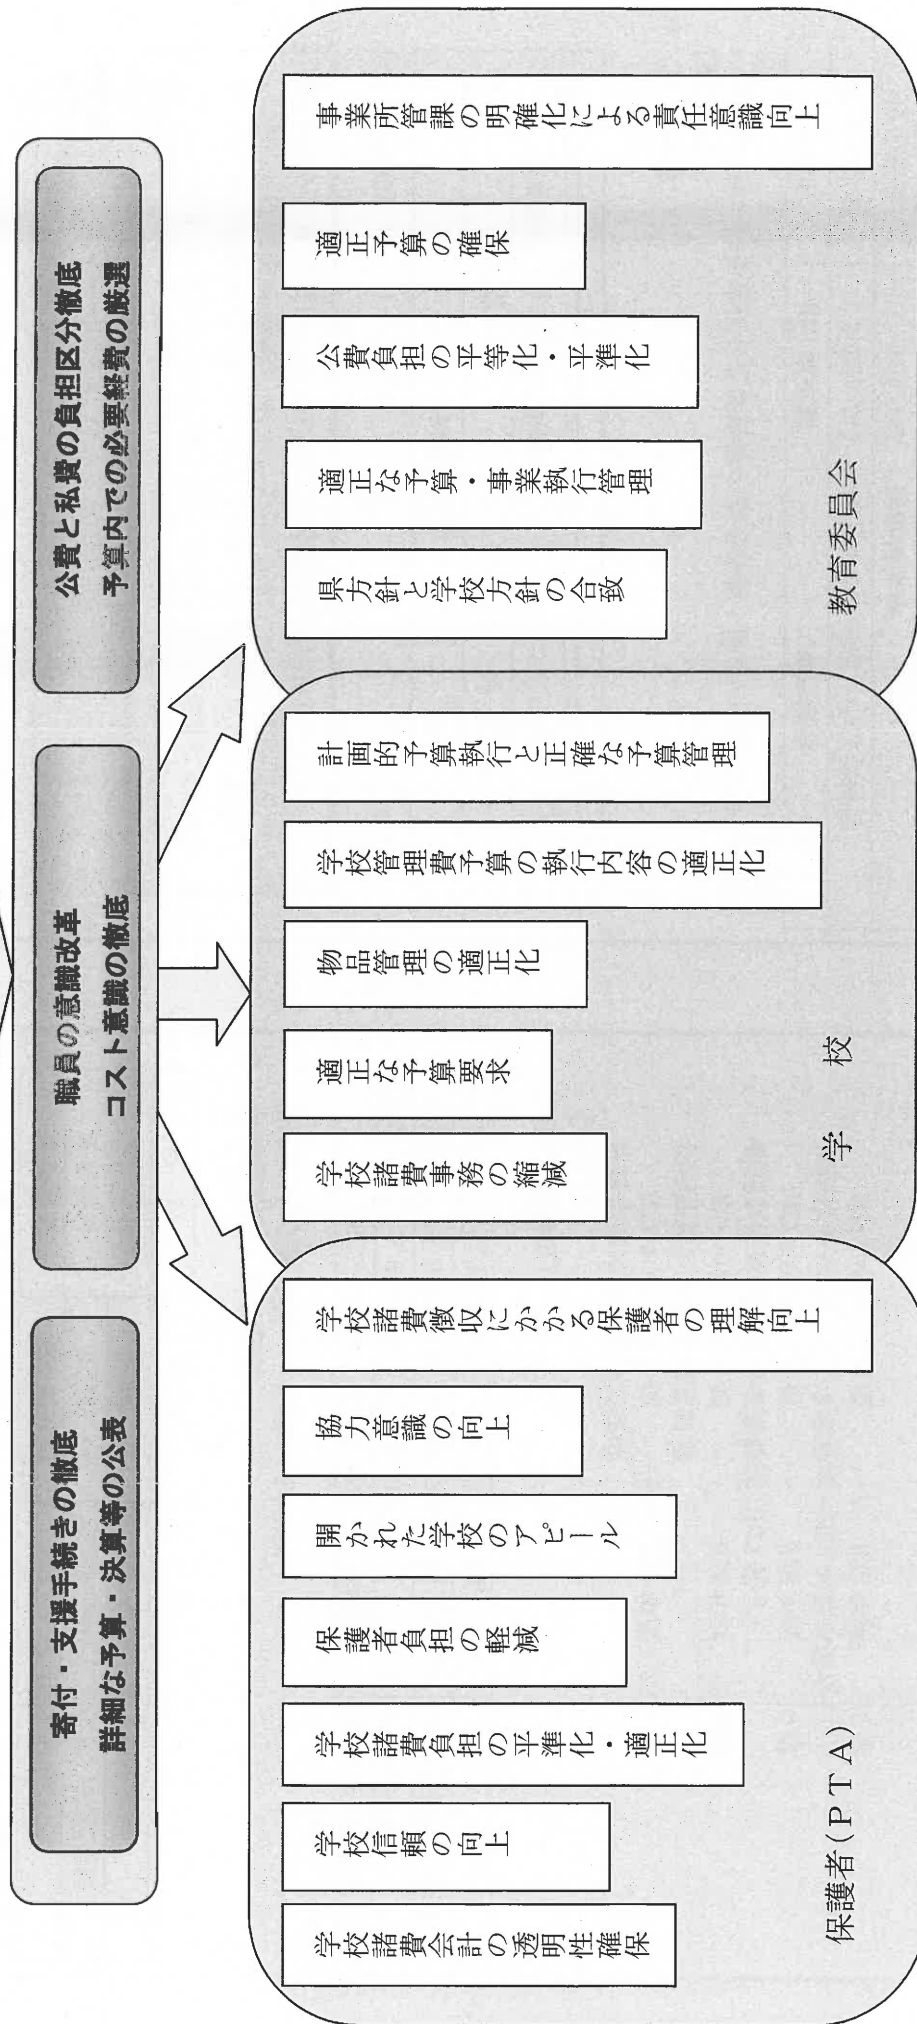 寄付・支援手続きの徹底
詳細な予算・決算等の公表
職員の意識改革
コスト意識の徹底
公費と私費の負担区分徹底
予算内での必要経費の厳選
学校諸費会計の透明性確保
学校信頼の向上
学校諸費負担の平準化・適正化
保護者負担の軽減
開かれた学校のアピール
協力意識の向上
学校諸費徴収にかかる保護者の理解向上
保護者(PTA)
学校諸費事務の縮減
適正な予算要求
物品管理の適正化
学校管理費予算の執行内容の適正化
計画的予算執行と正確な予算管理
学校
県方針と学校方針の合致
適正な予算・事業執行管理
公費負担の平等化・平準化
適正予算の確保
事業所管課の明確化による責任意識向上
教育委員会